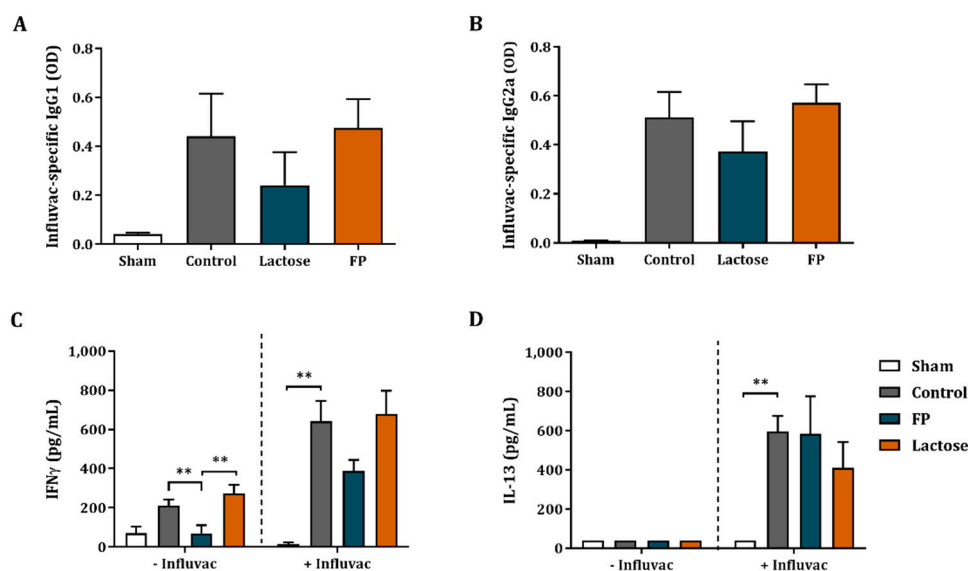 A
Influvac-specific IgG1 (OD)
0.8
0.6
0.4
0.2
0.0
Sham Control Lactose FP
B
Influvac-specific IgG2a (OD)
0.8
0.6
0.4
0.2
0.0
Sham Control Lactose FP
C
IFNγ (pg/mL)
1,000
800
600
400
200
0
**
**
**
- Influvac + Influvac
D
IL-13 (pg/mL)
1,000
800
600
400
200
0
**
- Influvac + Influvac
Sham
Control
FP
Lactose